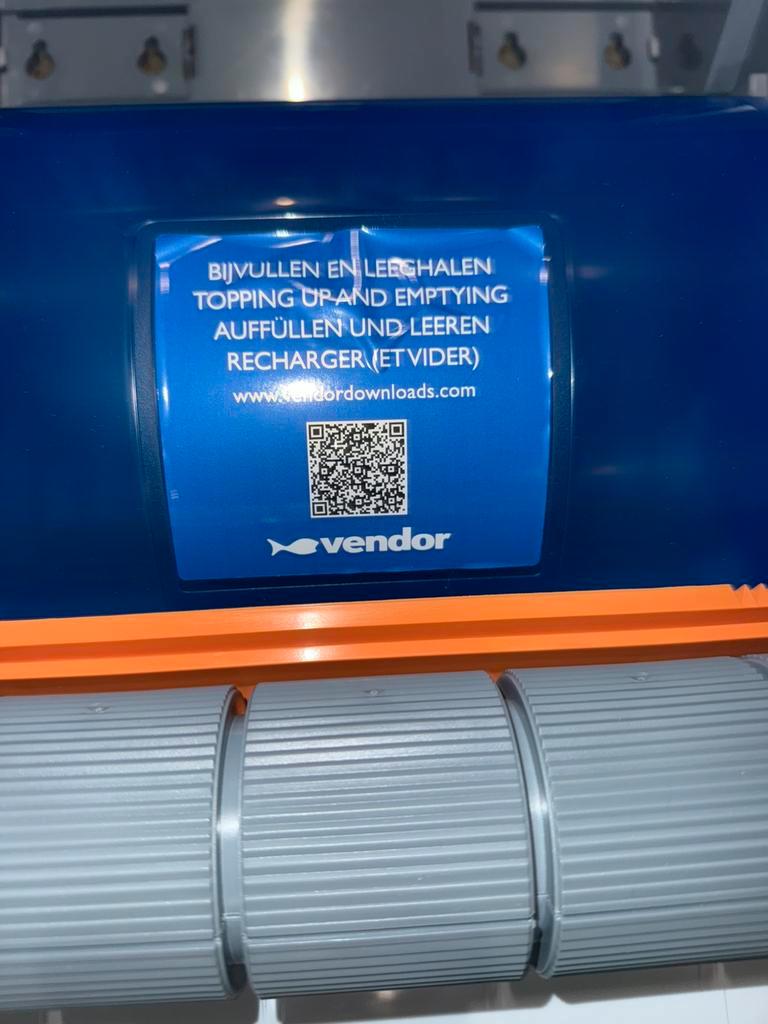 BIJVULLEN EN LEEGHALEN
TOPPING UP AND EMPTYING
AUFFÜLLEN UND LEEREN
RECHARGER (ET VIDER)
www.vendordownloads.com
vendor